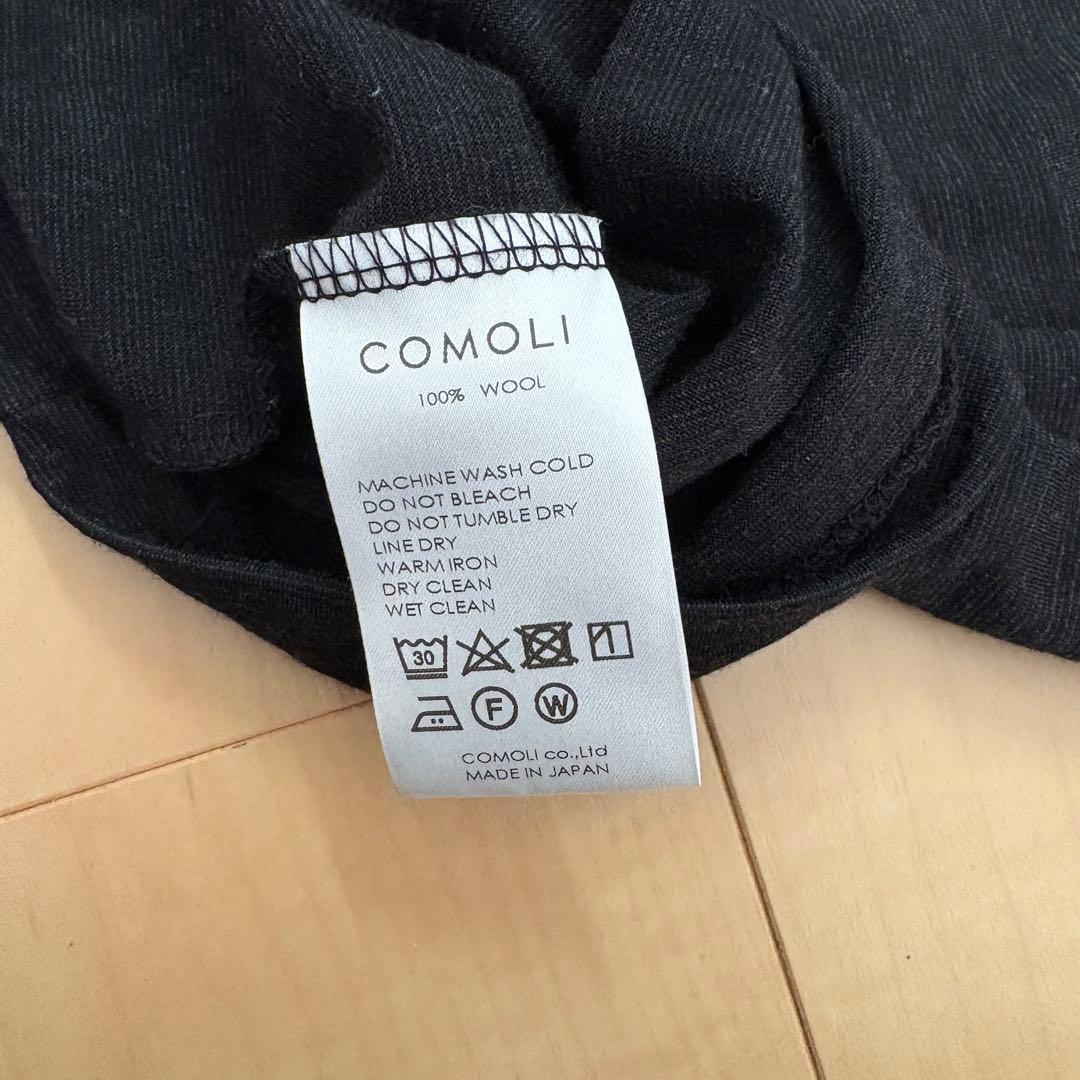 COMOLI
100% WOOL
MACHINE WASH COLD
DO NOT BLEACH
DO NOT TUMBLE DRY
LINE DRY
WARM IRON
DRY CLEAN
WET CLEAN
30
F W
COMOLI co.,Ltd
MADE IN JAPAN